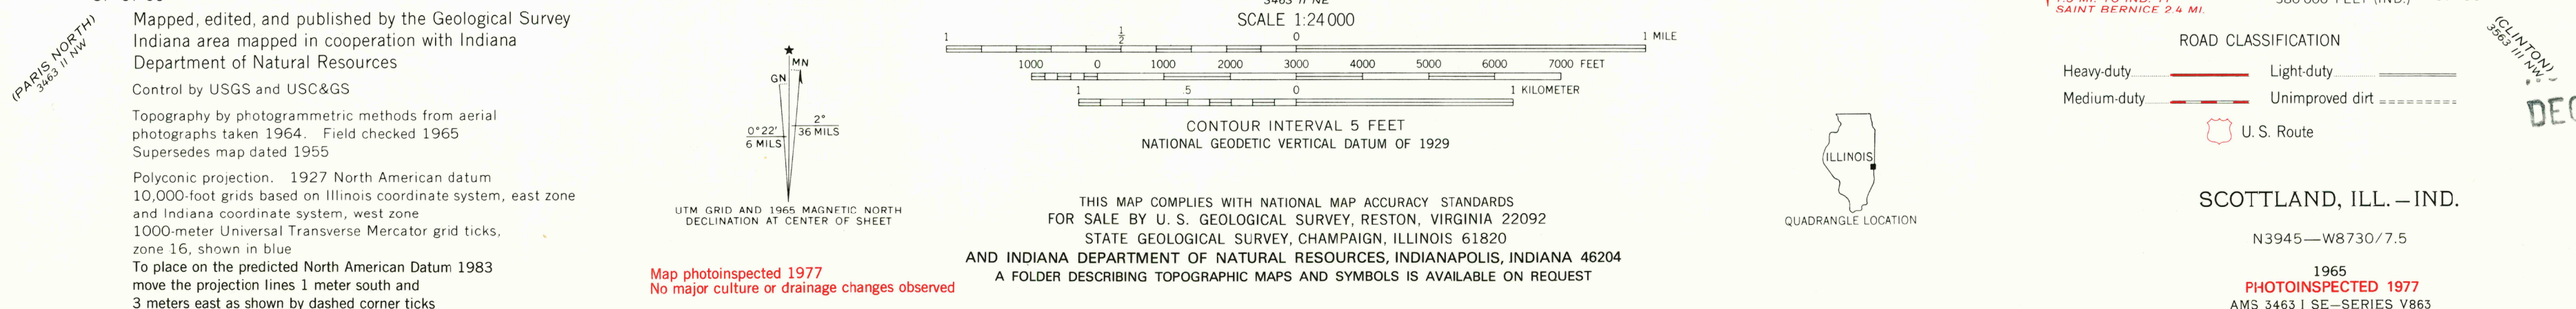 (PARIS NORTH)
3463 II NW
Mapped, edited, and published by the Geological Survey
Indiana area mapped in cooperation with Indiana
Department of Natural Resources
Control by USGS and USC&GS
Topography by photogrammetric methods from aerial
photographs taken 1964. Field checked 1965
Supersedes map dated 1955
Polyconic projection. 1927 North American datum
10,000-foot grids based on Illinois coordinate system, east zone
and Indiana coordinate system, west zone
1000-meter Universal Transverse Mercator grid ticks,
zone 16, shown in blue
To place on the predicted North American Datum 1983
move the projection lines 1 meter south and
3 meters east as shown by dashed corner ticks
★
MN
GN
0°22'
6 MILS
2°
36 MILS
UTM GRID AND 1965 MAGNETIC NORTH
DECLINATION AT CENTER OF SHEET
Map photoinspected 1977
No major culture or drainage changes observed
3463 II NE
SCALE 1:24 000
1 ½ 0 1 MILE
1000 0 1000 2000 3000 4000 5000 6000 7000 FEET
1 .5 0 1 KILOMETER
CONTOUR INTERVAL 5 FEET
NATIONAL GEODETIC VERTICAL DATUM OF 1929
THIS MAP COMPLIES WITH NATIONAL MAP ACCURACY STANDARDS
FOR SALE BY U. S. GEOLOGICAL SURVEY, RESTON, VIRGINIA 22092
STATE GEOLOGICAL SURVEY, CHAMPAIGN, ILLINOIS 61820
AND INDIANA DEPARTMENT OF NATURAL RESOURCES, INDIANAPOLIS, INDIANA 46204
A FOLDER DESCRIBING TOPOGRAPHIC MAPS AND SYMBOLS IS AVAILABLE ON REQUEST
ILLINOIS
QUADRANGLE LOCATION
SAINT BERNICE 2.4 MI.
ROAD CLASSIFICATION
Heavy-duty Light-duty
Medium-duty Unimproved dirt
U. S. Route
(CLINTON)
3563 III NW
DEC
SCOTTLAND, ILL.–IND.
N3945—W8730/7.5
1965
PHOTOINSPECTED 1977
AMS 3463 I SE–SERIES V863